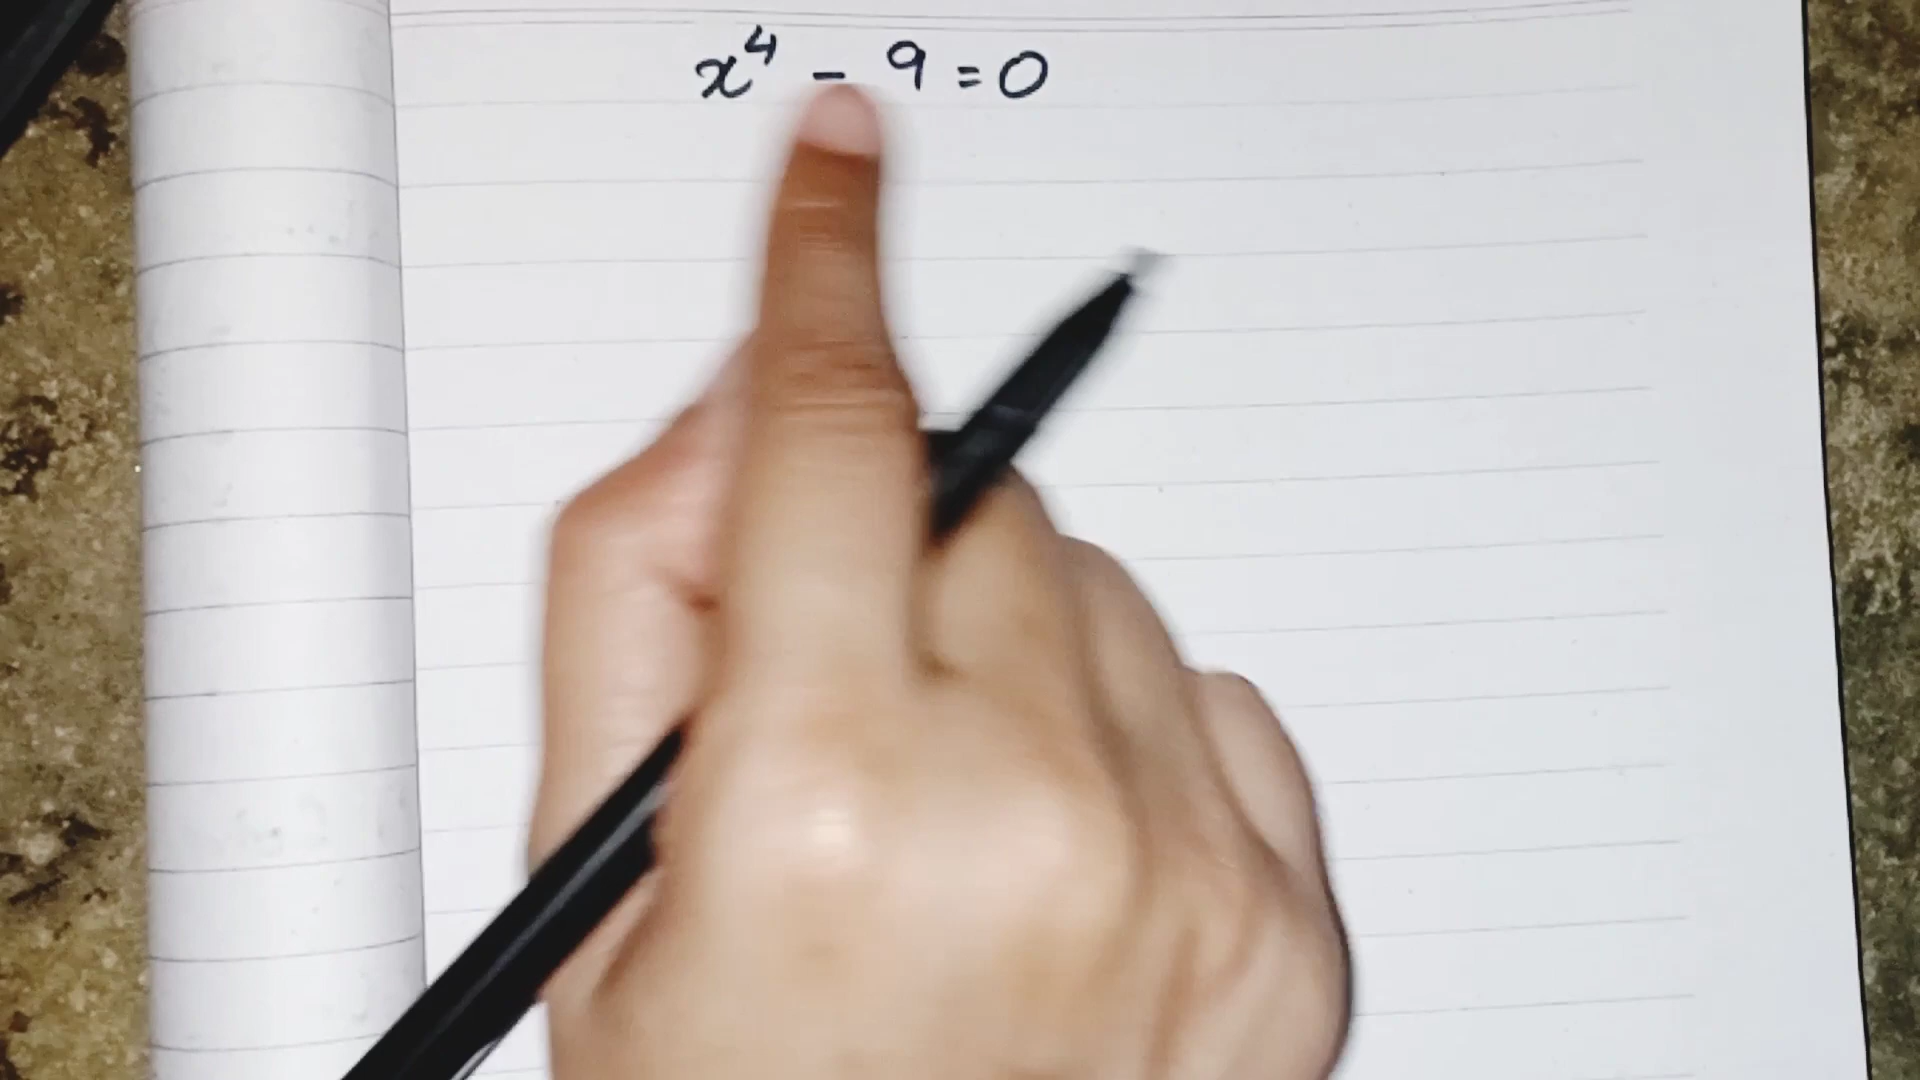 x⁴ - 9 = 0